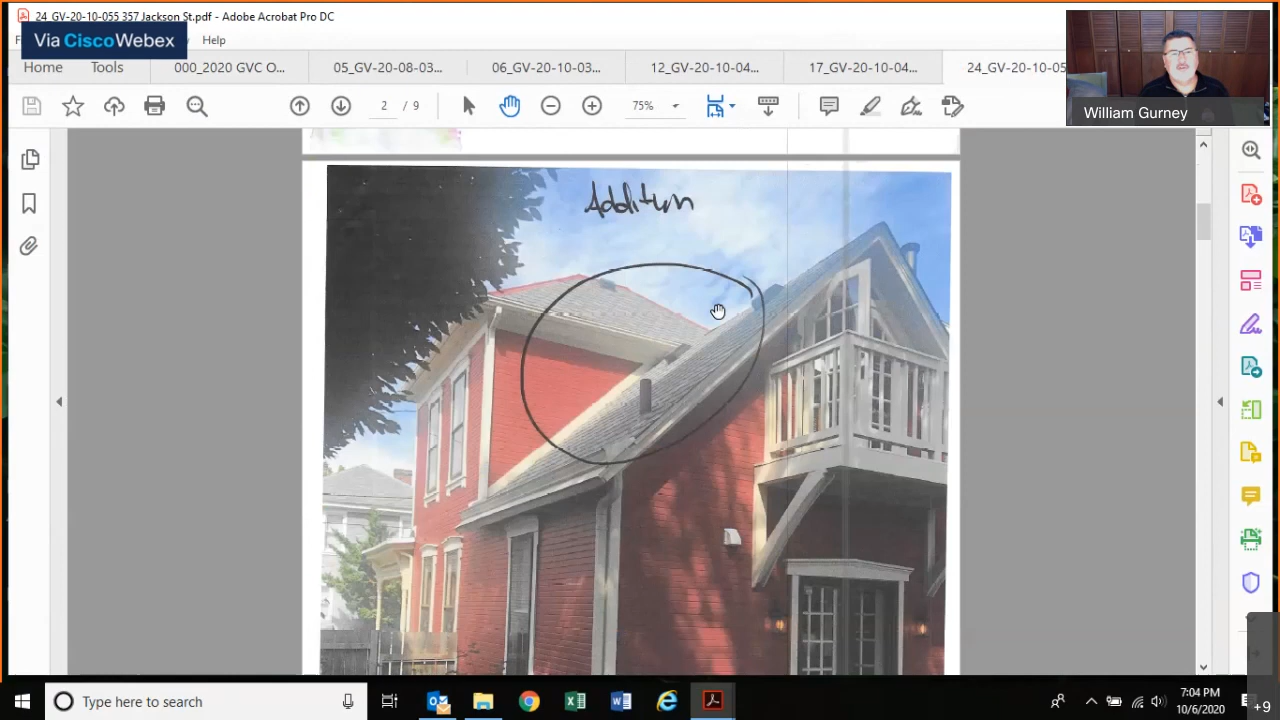 24_GV-20-10-055 357 Jackson St.pdf - Adobe Acrobat Pro DC
Via CiscoWebex
Help
Home Tools 000_2020 GVC O... 05_GV-20-08-03... 06_GV-20-10-03... 12_GV-20-10-04... 17_GV-20-10-04... 24_GV-20-10-05
2 / 9 75%
William Gurney
Addition
Type here to search
7:04 PM
10/6/2020
+9